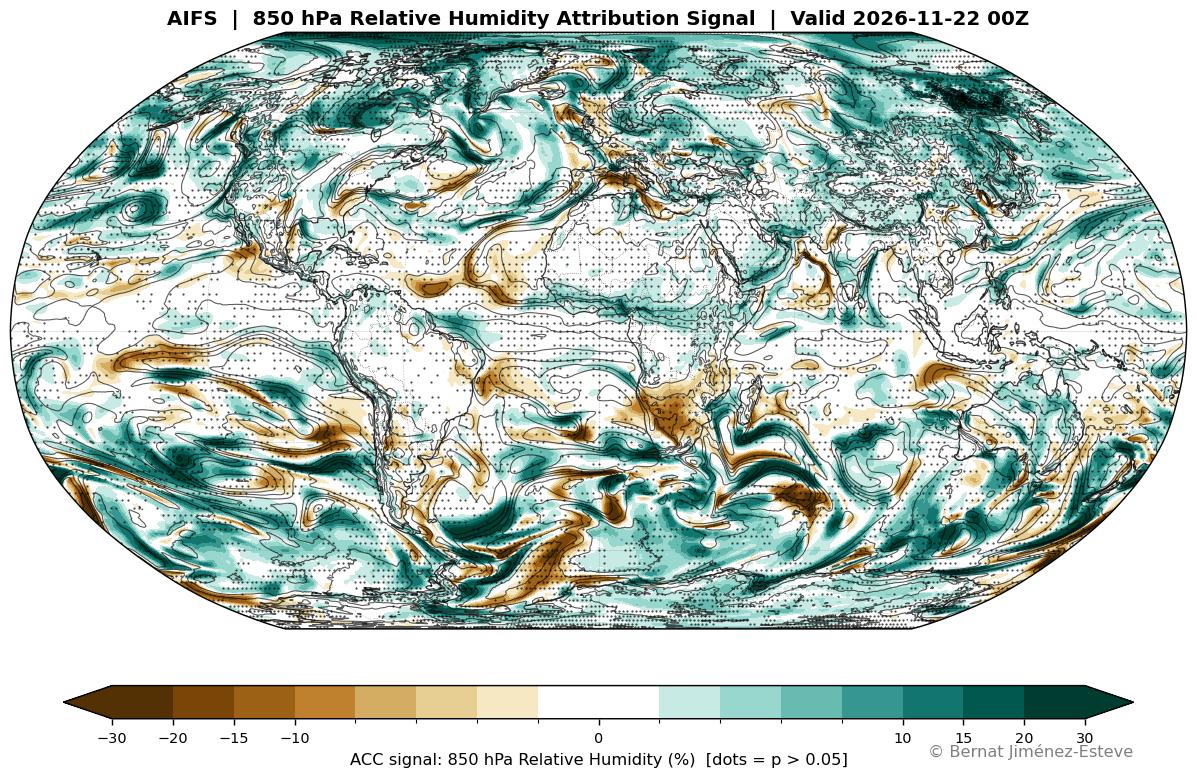 AIFS | 850 hPa Relative Humidity Attribution Signal | Valid 2026-11-22 00Z
−30 −20 −15 −10 0 10 15 20 30
ACC signal: 850 hPa Relative Humidity (%) [dots = p > 0.05]
© Bernat Jiménez-Esteve